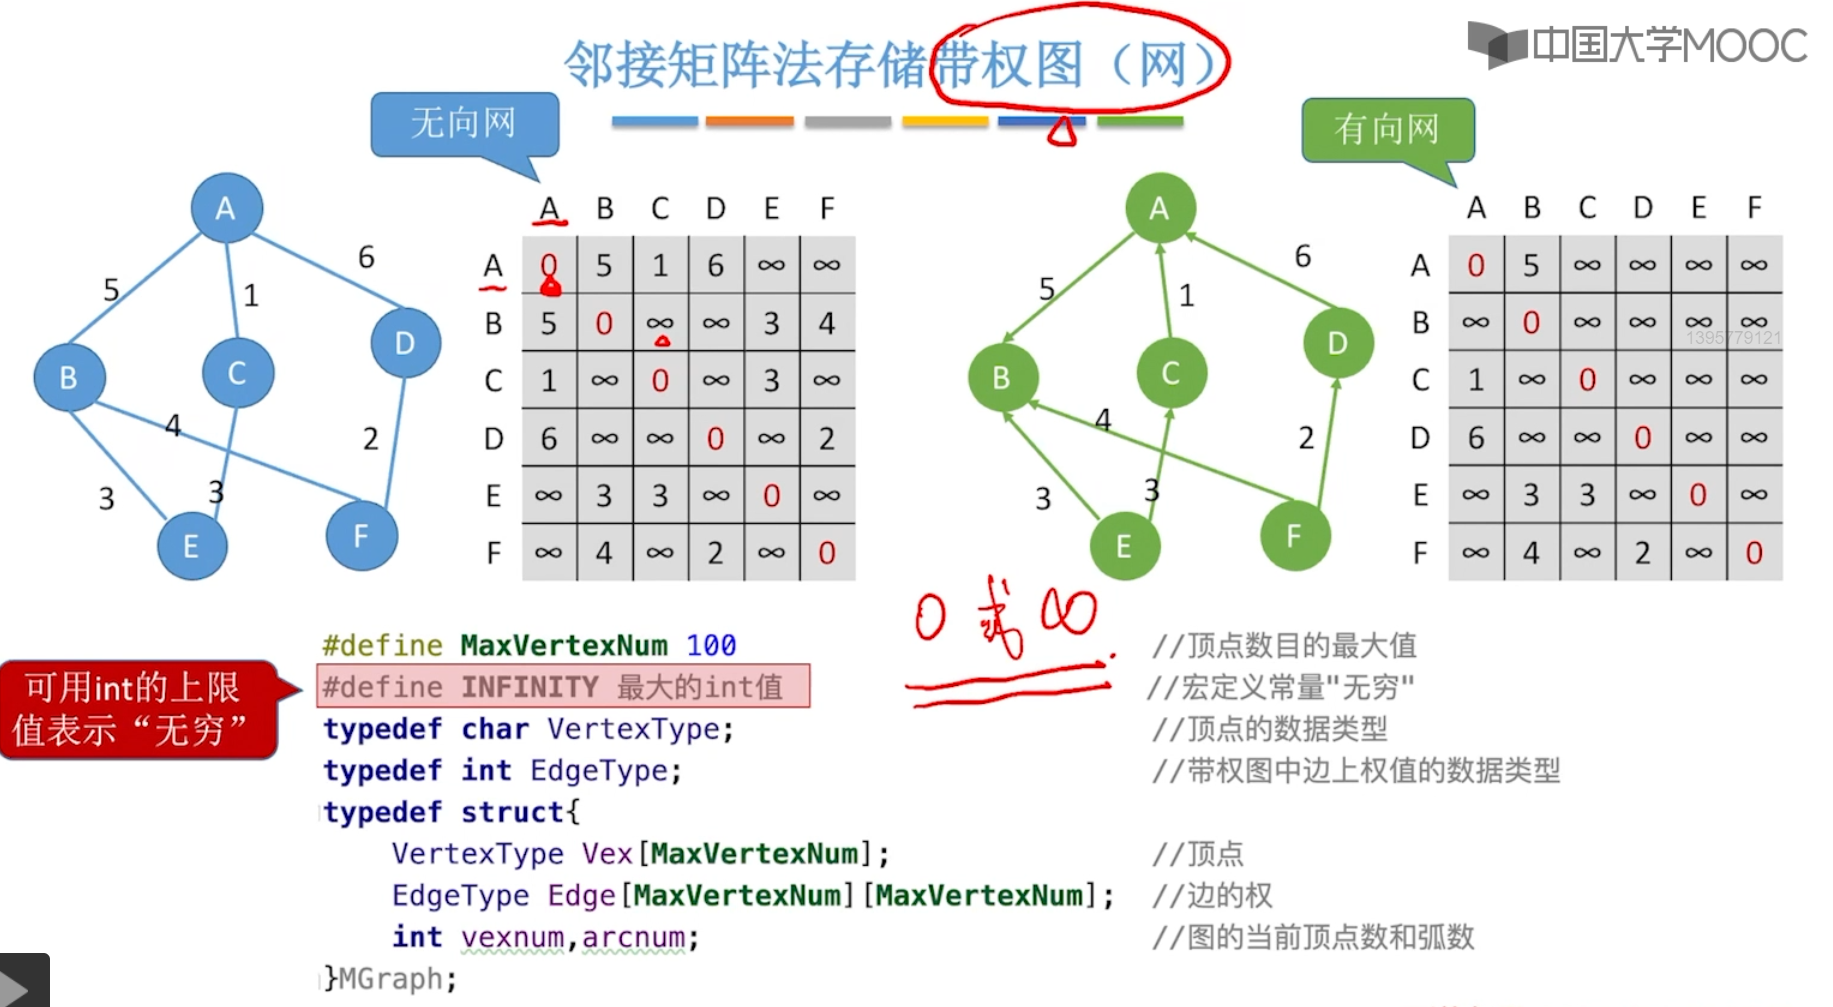 邻接矩阵法存储带权图（网）
中国大学MOOC
无向网
有向网
A
B
C
D
E
F
5
1
6
4
2
3
3
A B C D E F
A 0 5 1 6 ∞ ∞
B 5 0 ∞ ∞ 3 4
C 1 ∞ 0 ∞ 3 ∞
D 6 ∞ ∞ 0 ∞ 2
E ∞ 3 3 ∞ 0 ∞
F ∞ 4 ∞ 2 ∞ 0
A
B
C
D
E
F
5
1
6
4
2
3
3
A B C D E F
A 0 5 ∞ ∞ ∞ ∞
B ∞ 0 ∞ ∞ ∞ ∞
1395779121
C 1 ∞ 0 ∞ ∞ ∞
D 6 ∞ ∞ 0 ∞ ∞
E ∞ 3 3 ∞ 0 ∞
F ∞ 4 ∞ 2 ∞ 0
0 或 ∞
可用int的上限
值表示“无穷”
#define MaxVertexNum 100 //顶点数目的最大值
#define INFINITY 最大的int值 //宏定义常量"无穷"
typedef char VertexType; //顶点的数据类型
typedef int EdgeType; //带权图中边上权值的数据类型
typedef struct{
VertexType Vex[MaxVertexNum]; //顶点
EdgeType Edge[MaxVertexNum][MaxVertexNum]; //边的权
int vexnum,arcnum; //图的当前顶点数和弧数
}MGraph;